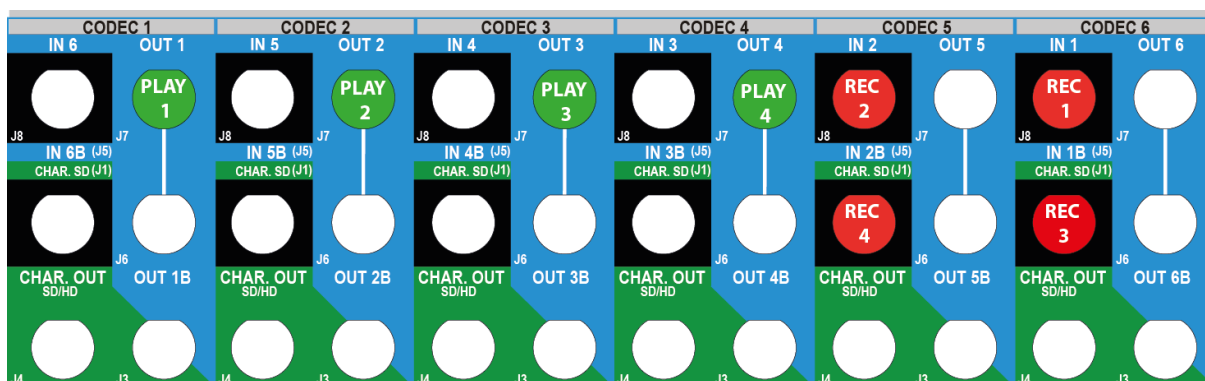 CODEC 1 CODEC 2 CODEC 3 CODEC 4 CODEC 5 CODEC 6
IN 6 OUT 1 IN 5 OUT 2 IN 4 OUT 3 IN 3 OUT 4 IN 2 OUT 5 IN 1 OUT 6
PLAY PLAY PLAY PLAY REC REC
1 2 3 4 2 1
J8 J7 J8 J7 J8 J7 J8 J7 J8 J7 J8 J7
IN 6B (J5) IN 5B (J5) IN 4B (J5) IN 3B (J5) IN 2B (J5) IN 1B (J5)
CHAR. SD (J1) CHAR. SD (J1) CHAR. SD (J1) CHAR. SD (J1) CHAR. SD (J1) CHAR. SD (J1)
REC REC
4 3
J6 J6 J6 J6 J6 J6
CHAR. OUT OUT 1B CHAR. OUT OUT 2B CHAR. OUT OUT 3B CHAR. OUT OUT 4B CHAR. OUT OUT 5B CHAR. OUT OUT 6B
SD/HD SD/HD SD/HD SD/HD SD/HD SD/HD
J4 J3 J4 J3 J4 J3 J4 J3 J4 J3 J4 J3